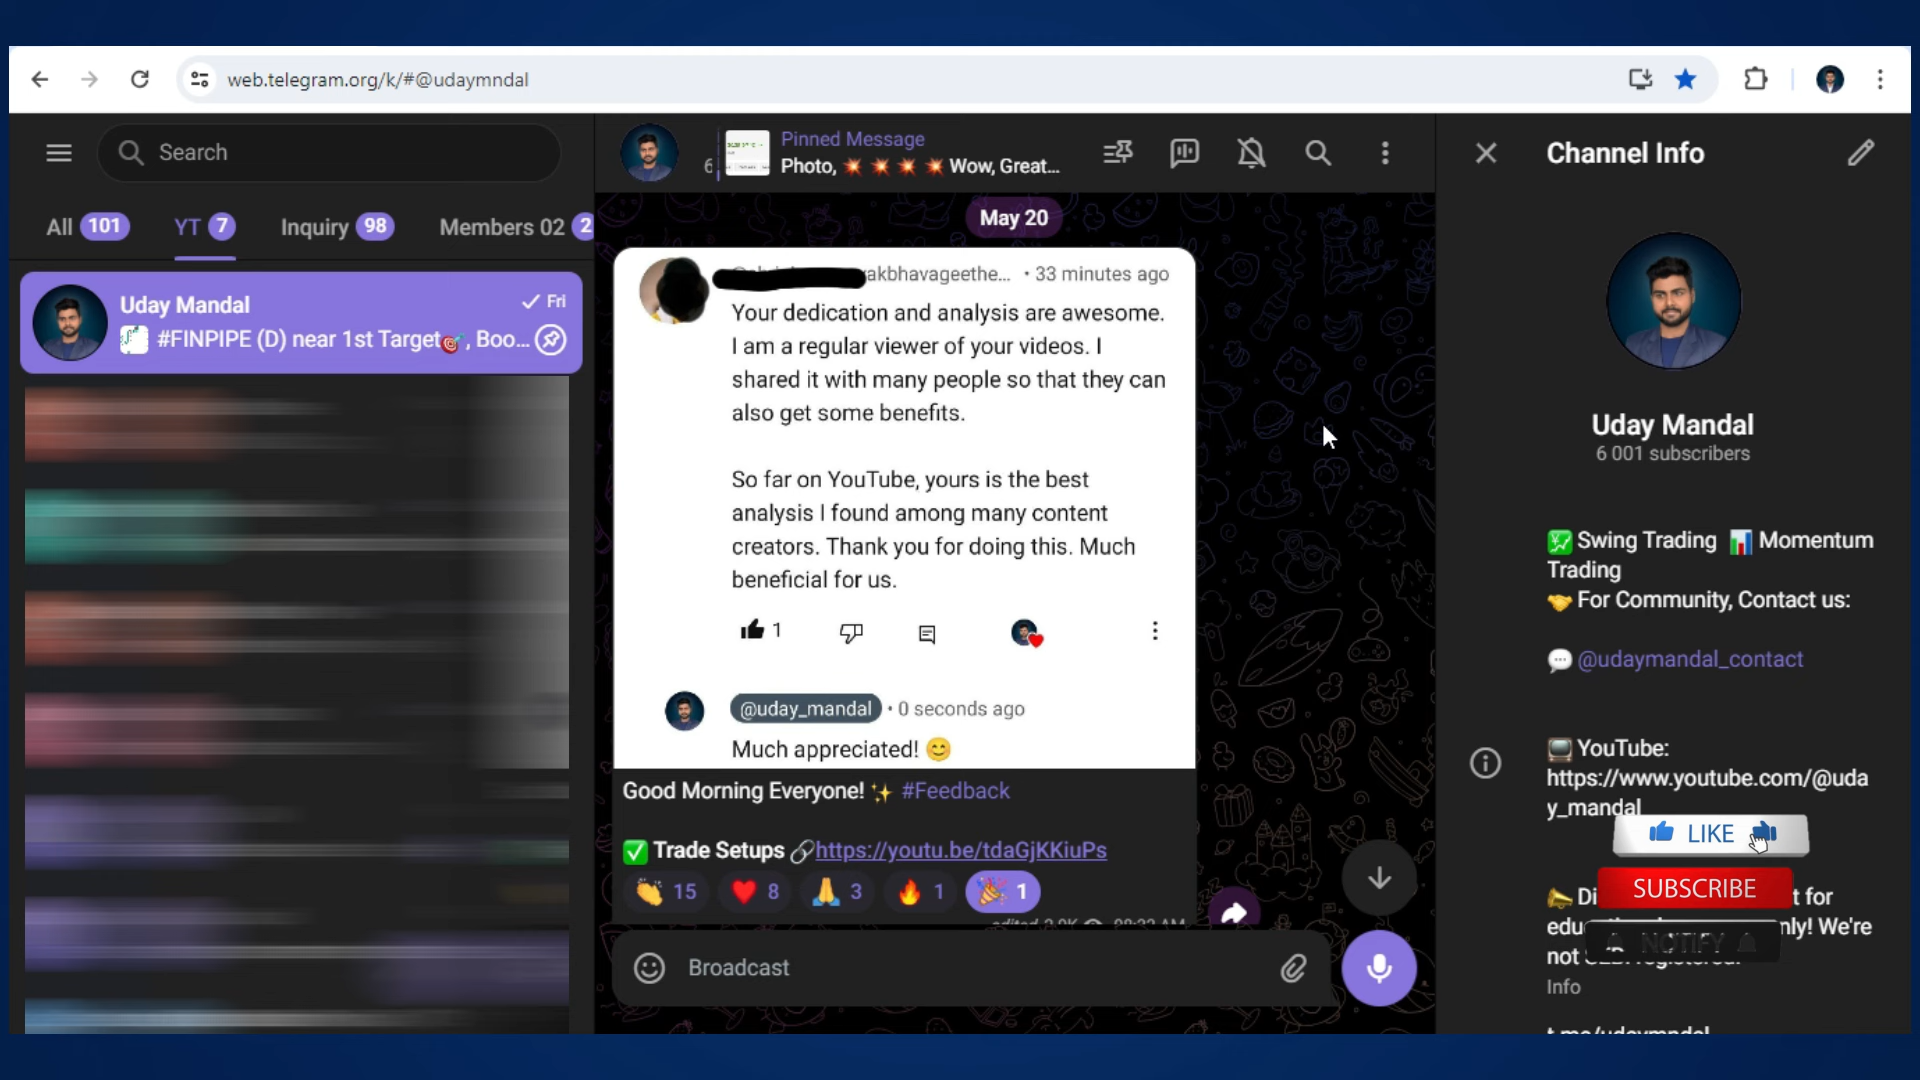 web.telegram.org/k/#@udaymndal
Search
All 101
YT 7
Inquiry 98
Members 02 2
Uday Mandal
Fri
#FINPIPE (D) near 1st Target🎯, Boo...
6
Pinned Message
Photo, 💥 💥 💥 💥 Wow, Great...
May 20
akbhavageethe... • 33 minutes ago
Your dedication and analysis are awesome.
I am a regular viewer of your videos. I
shared it with many people so that they can
also get some benefits.
So far on YouTube, yours is the best
analysis I found among many content
creators. Thank you for doing this. Much
beneficial for us.
1
@uday_mandal • 0 seconds ago
Much appreciated! 😊
Good Morning Everyone! ✨ #Feedback
✅ Trade Setups 🔗https://youtu.be/tdaGjKKiuPs
👏 15 ❤️ 8 🙏 3 🔥 1 🎉 1
Broadcast
Channel Info
Uday Mandal
6 001 subscribers
💹 Swing Trading 📊 Momentum
Trading
🤝 For Community, Contact us:
💬 @udaymandal_contact
📺 YouTube:
https://www.youtube.com/@uda
y_mandal
LIKE
SUBSCRIBE
NOTIFY
t for
nly! We're
not
Info
t.me/udaymndal